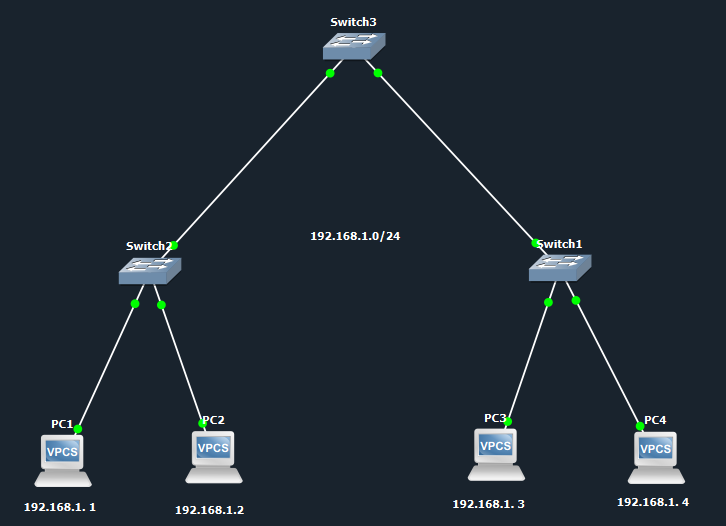 Switch3
192.168.1.0/24
Switch2
Switch1
PC1
PC2
PC3
PC4
VPCS
VPCS
VPCS
VPCS
192.168.1. 1
192.168.1.2
192.168.1. 3
192.168.1. 4